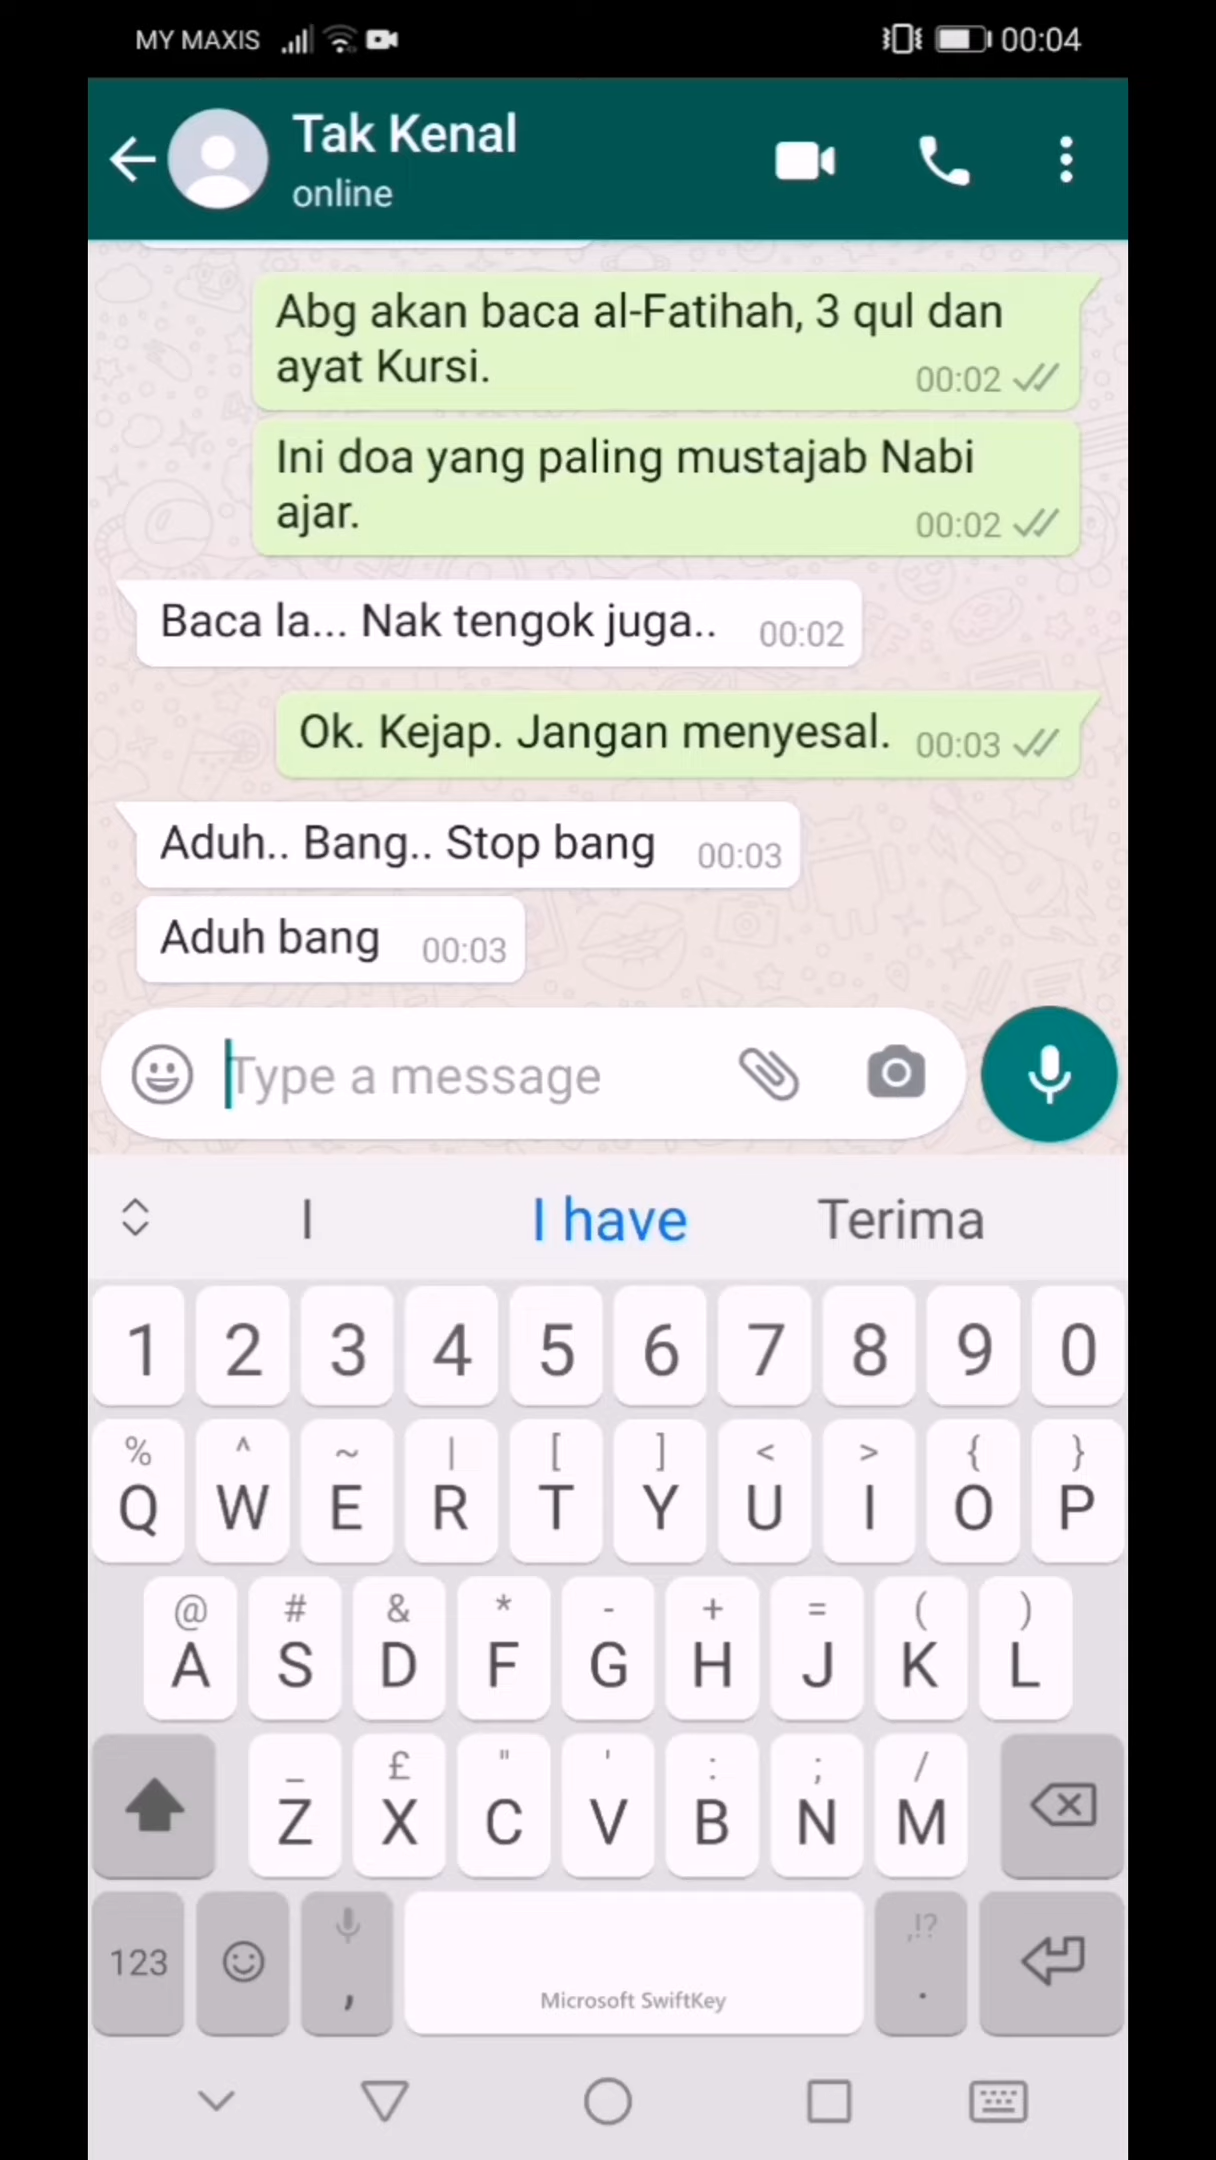 MY MAXIS 00:04
Tak Kenal
online
Abg akan baca al-Fatihah, 3 qul dan
ayat Kursi. 00:02
Ini doa yang paling mustajab Nabi
ajar. 00:02
Baca la... Nak tengok juga.. 00:02
Ok. Kejap. Jangan menyesal. 00:03
Aduh.. Bang.. Stop bang 00:03
Aduh bang 00:03
Type a message
I I have Terima
1 2 3 4 5 6 7 8 9 0
% ^ ~ | [ ] < > { }
Q W E R T Y U I O P
@ # & * - + = ( )
A S D F G H J K L
_ £ " ' : ; /
Z X C V B N M
,!?
123 , .
Microsoft SwiftKey